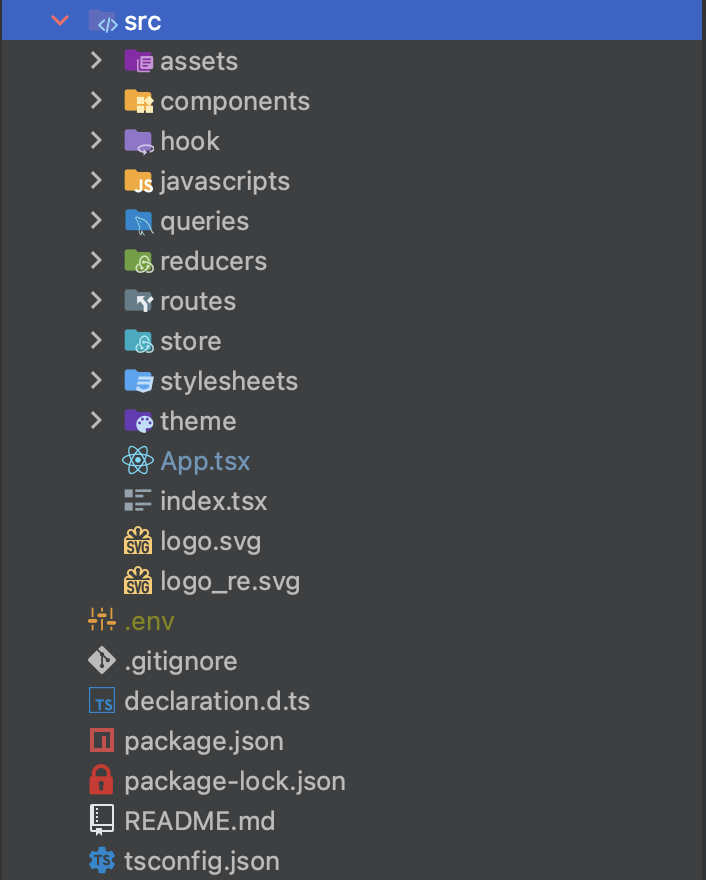 src
assets
components
hook
javascripts
queries
reducers
routes
store
stylesheets
theme
App.tsx
index.tsx
logo.svg
logo_re.svg
.env
.gitignore
declaration.d.ts
package.json
package-lock.json
README.md
tsconfig.json